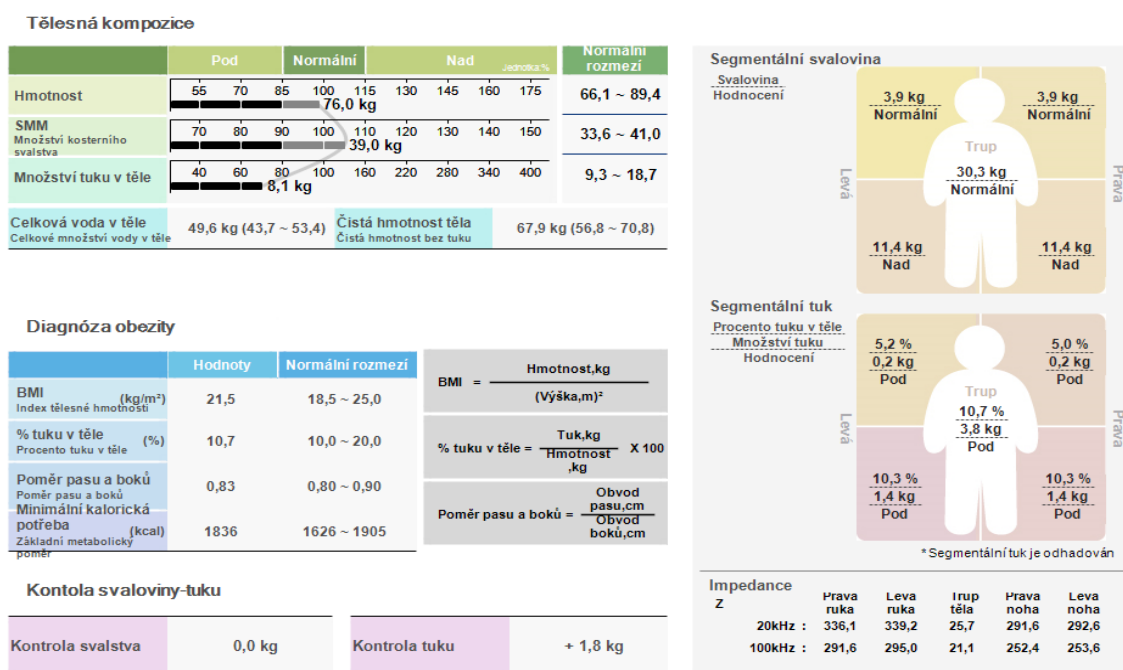 Tělesná kompozice
Pod Normální Nad Jednotka:% Normální rozmezí
Hmotnost 55 70 85 100 115 130 145 160 175
76,0 kg 66,1 ~ 89,4
SMM 70 80 90 100 110 120 130 140 150
Množství kosterního svalstva 39,0 kg 33,6 ~ 41,0
Množství tuku v těle 40 60 80 100 160 220 280 340 400
8,1 kg 9,3 ~ 18,7
Celková voda v těle 49,6 kg (43,7 ~ 53,4) Čistá hmotnost těla 67,9 kg (56,8 ~ 70,8)
Celkové množství vody v těle Čistá hmotnost bez tuku
Diagnóza obezity
Hodnoty Normální rozmezí
BMI (kg/m²) 21,5 18,5 ~ 25,0
Index tělesné hmotnosti
% tuku v těle (%) 10,7 10,0 ~ 20,0
Procento tuku v těle
Poměr pasu a boků 0,83 0,80 ~ 0,90
Poměr pasu a boků
Minimální kalorická potřeba (kcal) 1836 1626 ~ 1905
Základní metabolický poměr
BMI = Hmotnost,kg
(Výška,m)²
% tuku v těle = Tuk,kg X 100
Hmotnost ,kg
Poměr pasu a boků = Obvod pasu,cm
Obvod boků,cm
Kontola svaloviny-tuku
Kontrola svalstva 0,0 kg Kontrola tuku + 1,8 kg
Segmentální svalovina
Svalovina
Hodnocení
3,9 kg 3,9 kg
Normální Normální
Trup
30,3 kg
Normální
Levá Prava
11,4 kg 11,4 kg
Nad Nad
Segmentální tuk
Procento tuku v těle
Množství tuku
Hodnocení
5,2 % 5,0 %
0,2 kg 0,2 kg
Pod Pod
Trup
10,7 %
3,8 kg
Pod
Levá Prava
10,3 % 10,3 %
1,4 kg 1,4 kg
Pod Pod
* Segmentální tuk je odhadován
Impedance
Z Prava ruka Leva ruka Trup těla Prava noha Leva noha
20kHz : 336,1 339,2 25,7 291,6 292,6
100kHz : 291,6 295,0 21,1 252,4 253,6